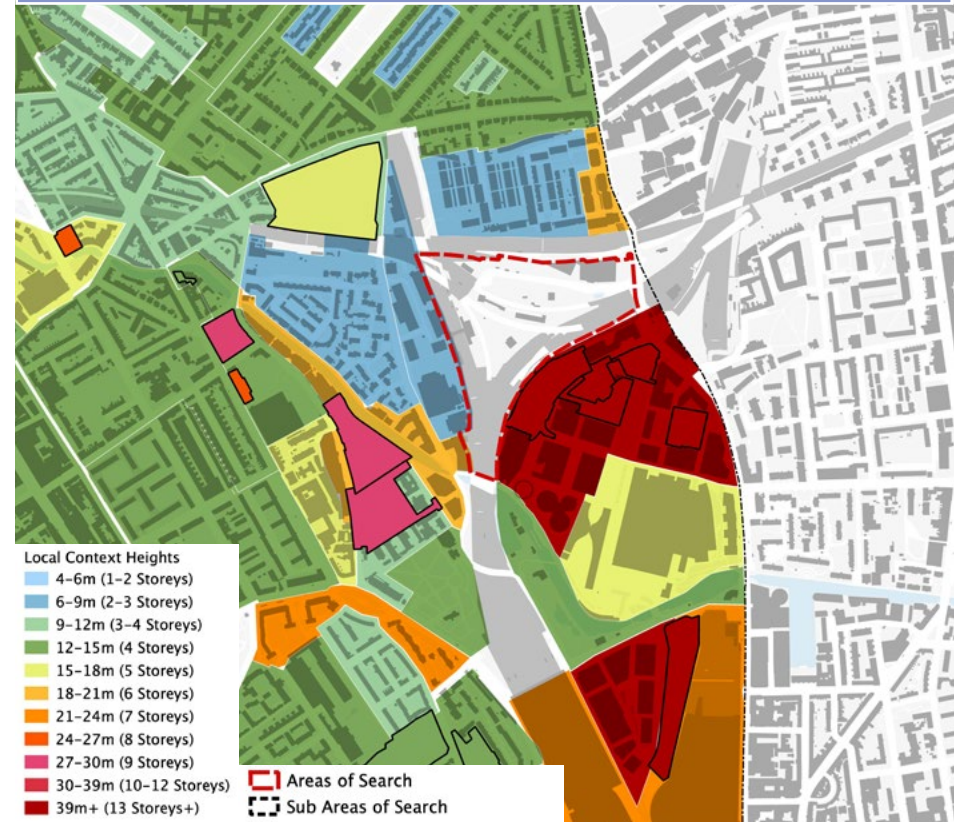 Local Context Heights
4-6m (1-2 Storeys)
6-9m (2-3 Storeys)
9-12m (3-4 Storeys)
12-15m (4 Storeys)
15-18m (5 Storeys)
18-21m (6 Storeys)
21-24m (7 Storeys)
24-27m (8 Storeys)
27-30m (9 Storeys)
30-39m (10-12 Storeys)
39m+ (13 Storeys+)
Areas of Search
Sub Areas of Search